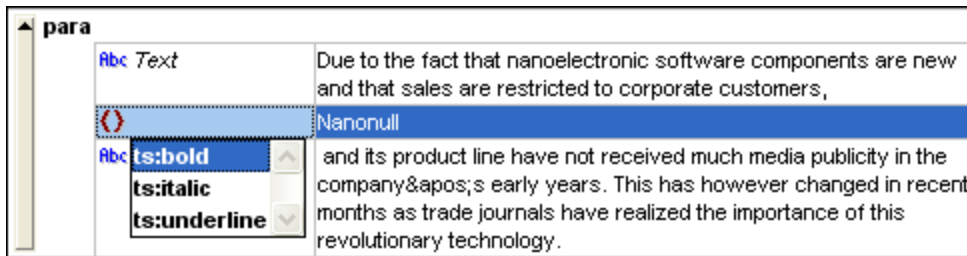 para
Abc Text Due to the fact that nanoelectronic software components are new
and that sales are restricted to corporate customers,
{} Nanonull
Abc ts:bold and its product line have not received much media publicity in the
ts:italic company&apos;s early years. This has however changed in recent
ts:underline months as trade journals have realized the importance of this
revolutionary technology.